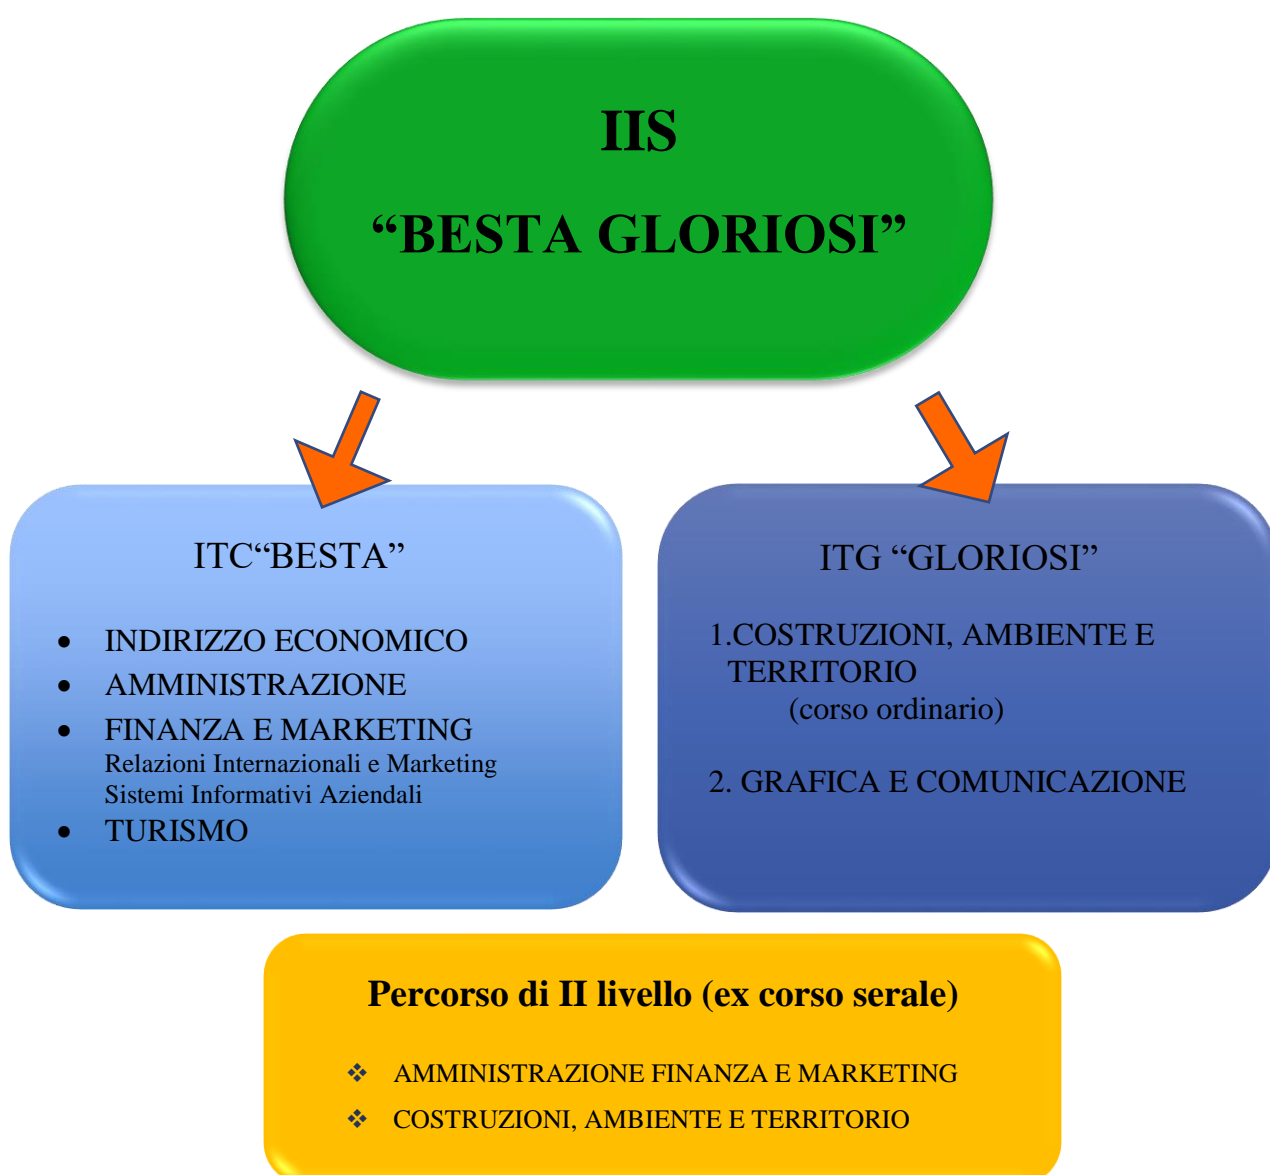 IIS
“BESTA GLORIOSI”
ITC“BESTA”
• INDIRIZZO ECONOMICO
• AMMINISTRAZIONE
• FINANZA E MARKETING
Relazioni Internazionali e Marketing
Sistemi Informativi Aziendali
• TURISMO
ITG “GLORIOSI”
1.COSTRUZIONI, AMBIENTE E
TERRITORIO
(corso ordinario)
2. GRAFICA E COMUNICAZIONE
Percorso di II livello (ex corso serale)
❖ AMMINISTRAZIONE FINANZA E MARKETING
❖ COSTRUZIONI, AMBIENTE E TERRITORIO